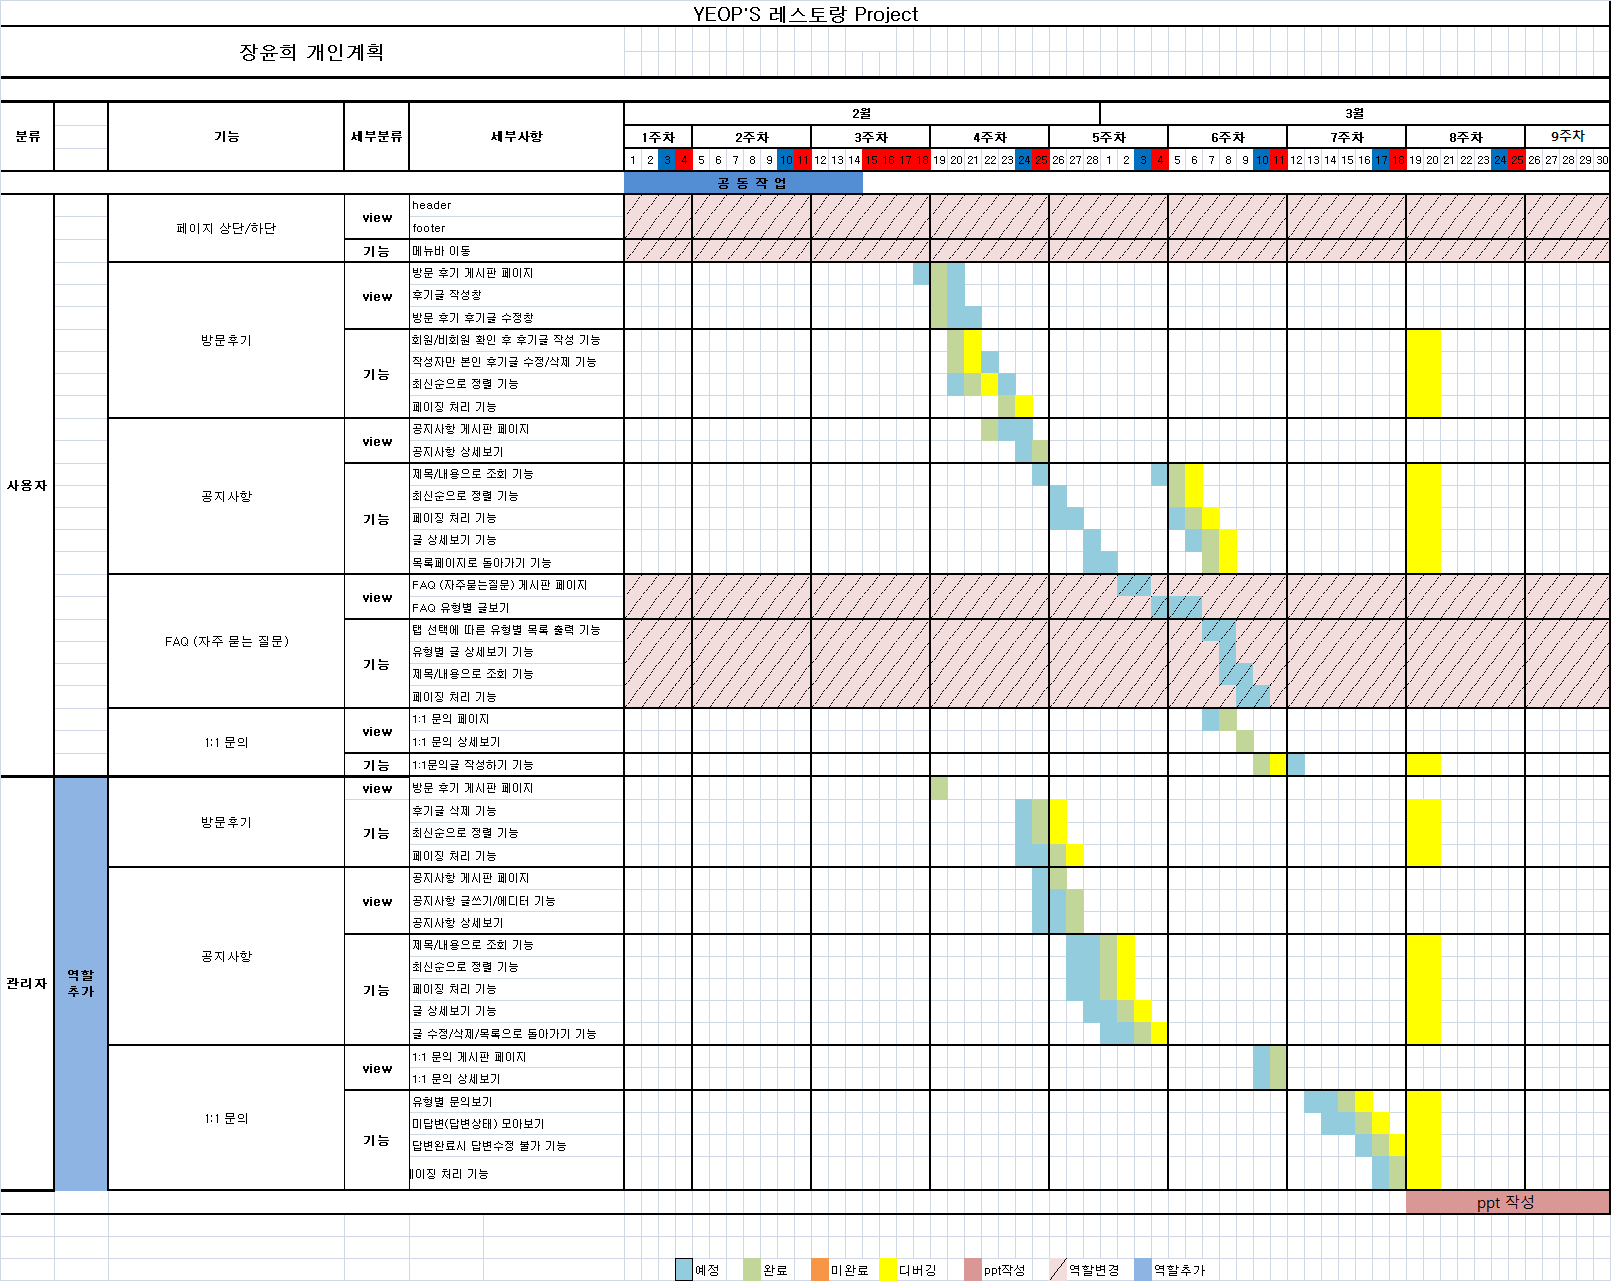 YEOP'S 레스토랑 Project
장윤희 개인계획
분류 기능 세부분류 세부사항 2월 3월
1주차 2주차 3주차 4주차 5주차 6주차 7주차 8주차 9주차
1 2 3 4 5 6 7 8 9 10 11 12 13 14 15 16 17 18 19 20 21 22 23 24 25 26 27 28 1 2 3 4 5 6 7 8 9 10 11 12 13 14 15 16 17 18 19 20 21 22 23 24 25 26 27 28 29 30
공 동 작 업
사용자
페이지 상단/하단
view
header
footer
기능
메뉴바 이동
방문후기
view
방문 후기 게시판 페이지
후기글 작성창
방문 후기 후기글 수정창
기능
회원/비회원 확인 후 후기글 작성 기능
작성자만 본인 후기글 수정/삭제 기능
최신순으로 정렬 기능
페이징 처리 기능
공지사항
view
공지사항 게시판 페이지
공지사항 상세보기
기능
제목/내용으로 조회 기능
최신순으로 정렬 기능
페이징 처리 기능
글 상세보기 기능
목록페이지로 돌아가기 기능
FAQ (자주 묻는 질문)
view
FAQ (자주묻는질문) 게시판 페이지
FAQ 유형별 글보기
기능
탭 선택에 따른 유형별 목록 출력 기능
유형별 글 상세보기 기능
제목/내용으로 조회 기능
페이징 처리 기능
1:1 문의
view
1:1 문의 페이지
1:1 문의 상세보기
기능
1:1문의글 작성하기 기능
관리자
역할
추가
방문후기
view
방문 후기 게시판 페이지
기능
후기글 삭제 기능
최신순으로 정렬 기능
페이징 처리 기능
공지사항
view
공지사항 게시판 페이지
공지사항 글쓰기/에디터 기능
공지사항 상세보기
기능
제목/내용으로 조회 기능
최신순으로 정렬 기능
페이징 처리 기능
글 상세보기 기능
글 수정/삭제/목록으로 돌아가기 기능
1:1 문의
view
1:1 문의 게시판 페이지
1:1 문의 상세보기
기능
유형별 문의보기
미답변(답변상태) 모아보기
답변완료시 답변수정 불가 기능
이징 처리 기능
ppt 작성
예정 완료 미완료 디버깅 ppt작성 역할변경 역할추가